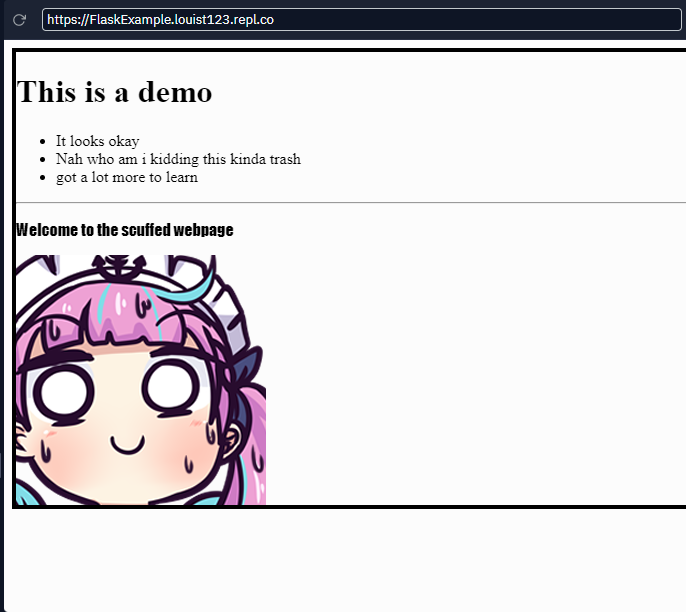 https://FlaskExample.louist123.repl.co
This is a demo
It looks okay
Nah who am i kidding this kinda trash
got a lot more to learn
Welcome to the scuffed webpage